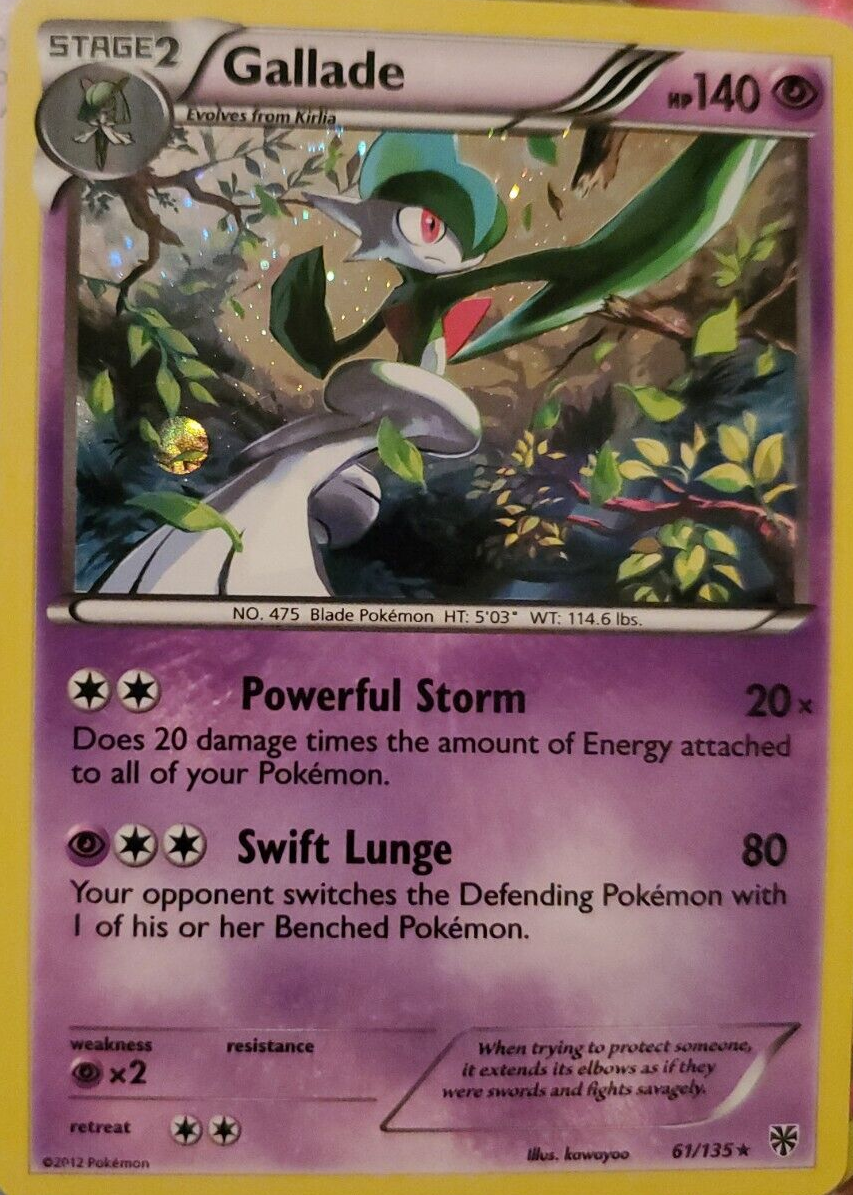 STAGE2
Gallade
HP140
Evolves from Kirlia
NO. 475 Blade Pokémon HT: 5'03" WT: 114.6 lbs.
Powerful Storm 20x
Does 20 damage times the amount of Energy attached
to all of your Pokémon.
Swift Lunge 80
Your opponent switches the Defending Pokémon with
1 of his or her Benched Pokémon.
weakness resistance
x2
When trying to protect someone,
it extends its elbows as if they
were swords and fights savagely.
retreat
Illus. kawayoo 61/135★
©2012 Pokémon